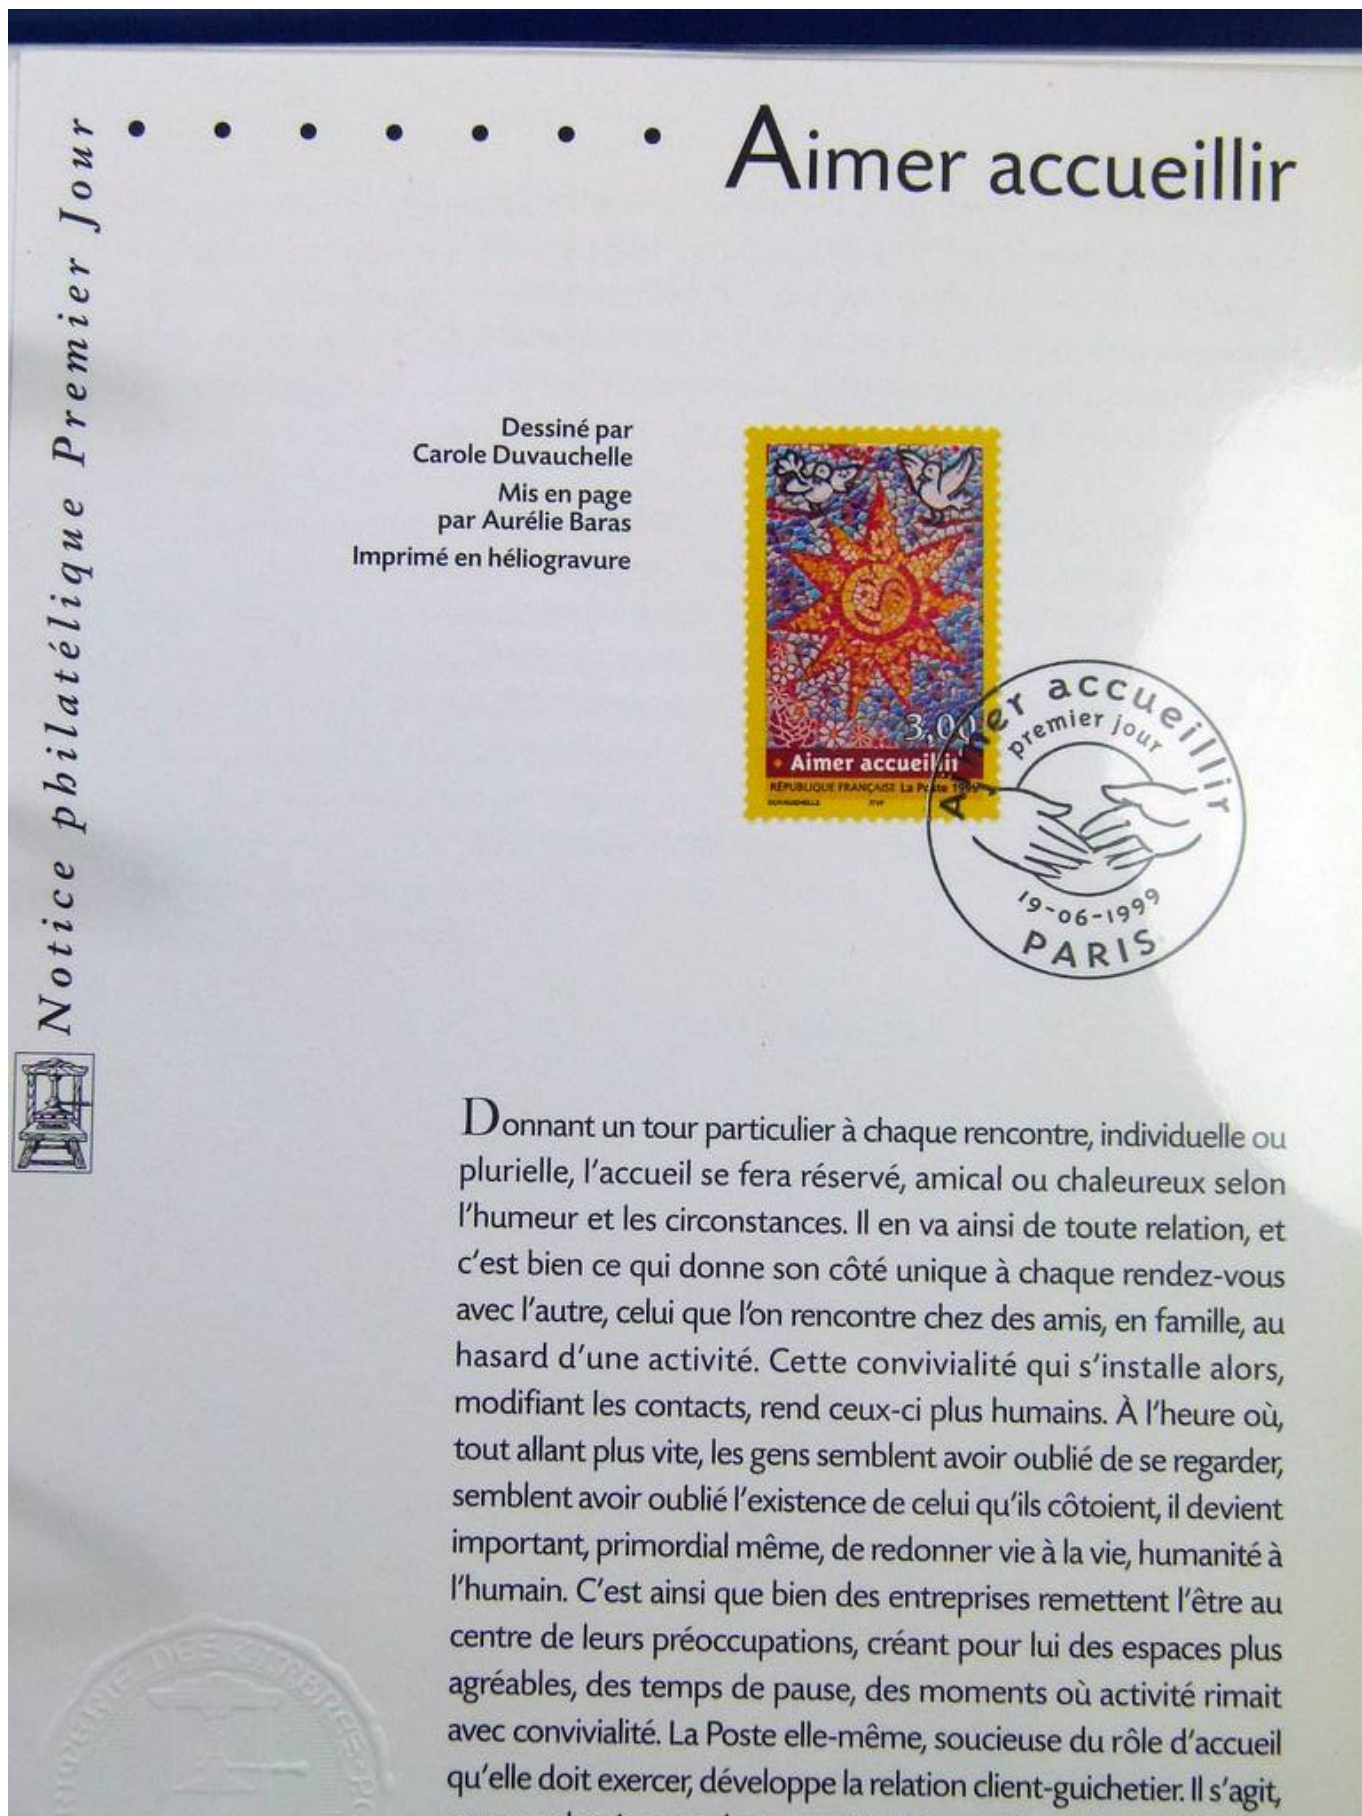 Notice philatélique Premier Jour
Aimer accueillir
Dessiné par
Carole Duvauchelle
Mis en page
par Aurélie Baras
Imprimé en héliogravure
3,00
Aimer accueillir
RÉPUBLIQUE FRANÇAISE La Poste 1999
DUVAUCHELLE ITVF
Aimer accueillir
premier jour
19-06-1999
PARIS
Donnant un tour particulier à chaque rencontre, individuelle ou
plurielle, l'accueil se fera réservé, amical ou chaleureux selon
l'humeur et les circonstances. Il en va ainsi de toute relation, et
c'est bien ce qui donne son côté unique à chaque rendez-vous
avec l'autre, celui que l'on rencontre chez des amis, en famille, au
hasard d'une activité. Cette convivialité qui s'installe alors,
modifiant les contacts, rend ceux-ci plus humains. À l'heure où,
tout allant plus vite, les gens semblent avoir oublié de se regarder,
semblent avoir oublié l'existence de celui qu'ils côtoient, il devient
important, primordial même, de redonner vie à la vie, humanité à
l'humain. C'est ainsi que bien des entreprises remettent l'être au
centre de leurs préoccupations, créant pour lui des espaces plus
agréables, des temps de pause, des moments où activité rimait
avec convivialité. La Poste elle-même, soucieuse du rôle d'accueil
qu'elle doit exercer, développe la relation client-guichetier. Il s'agit,
DES TIMBRES